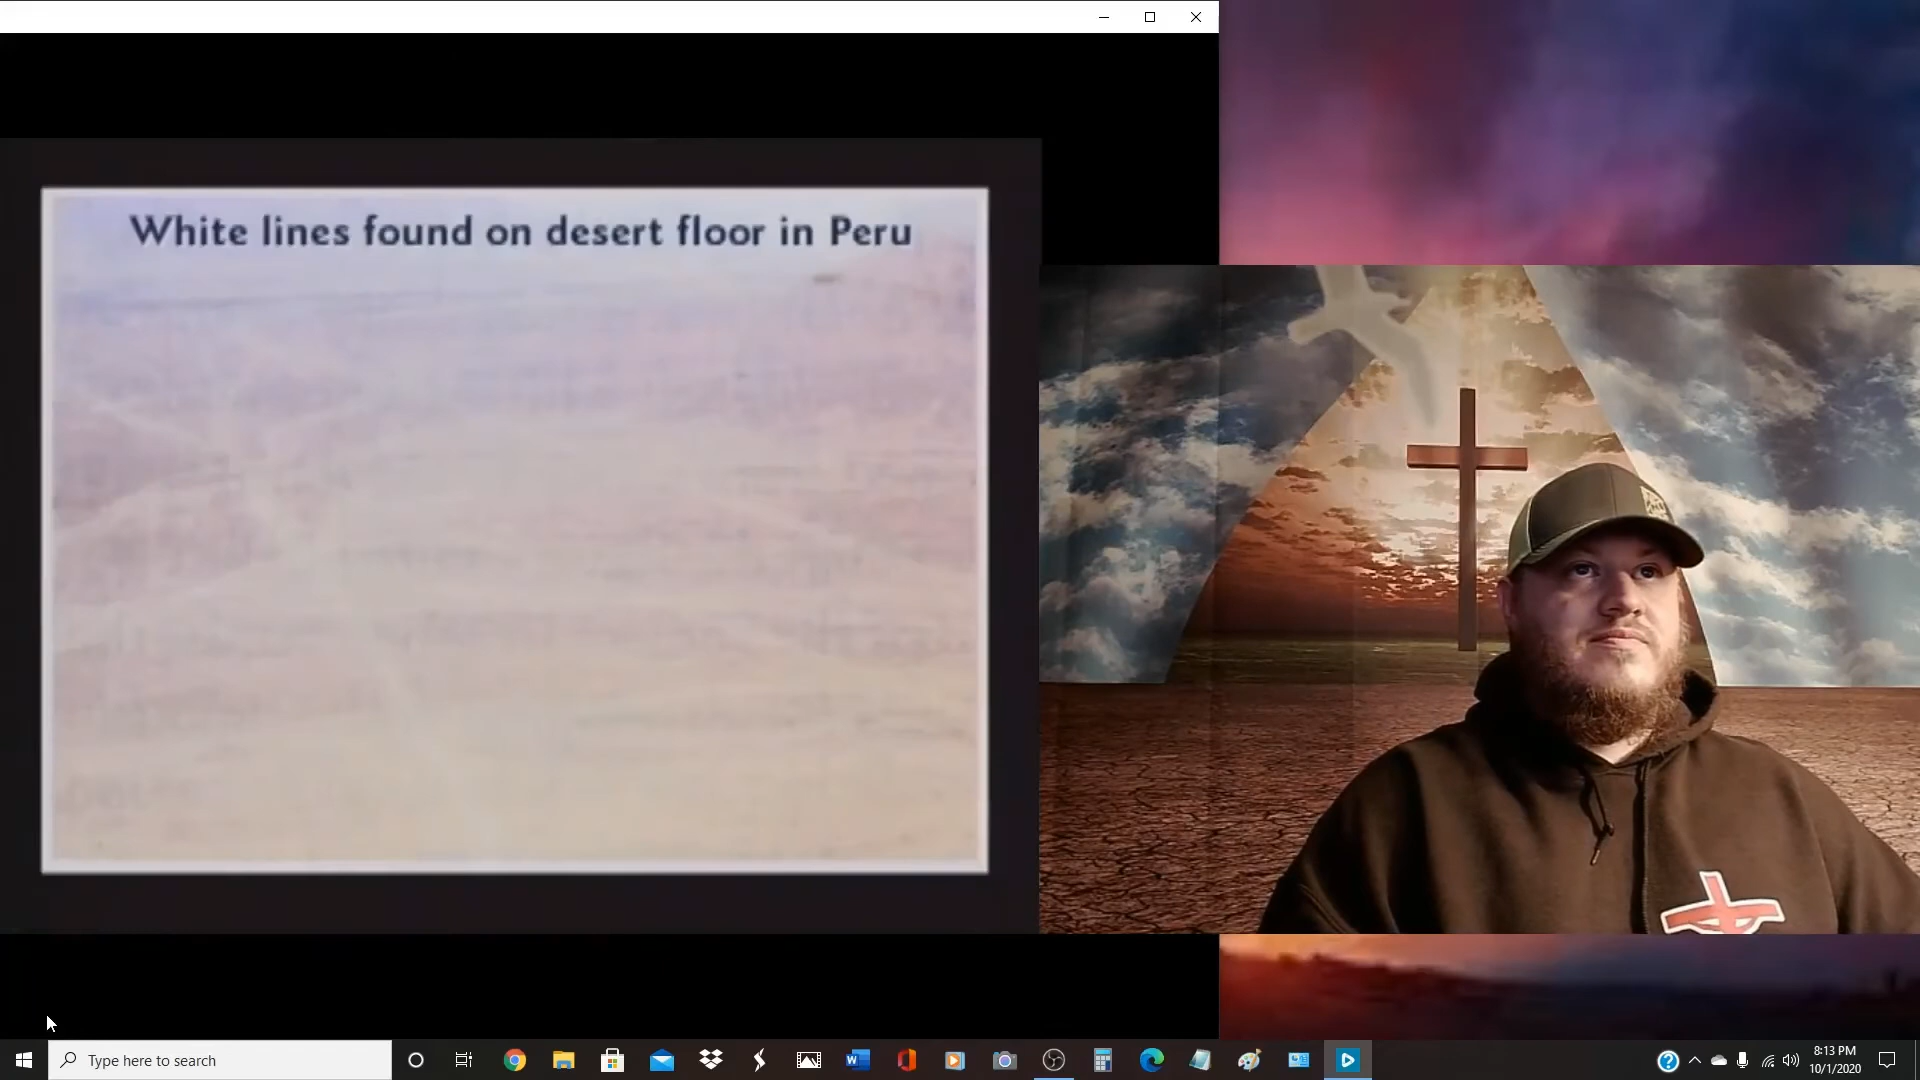 White lines found on desert floor in Peru
Type here to search
8:13 PM
10/1/2020